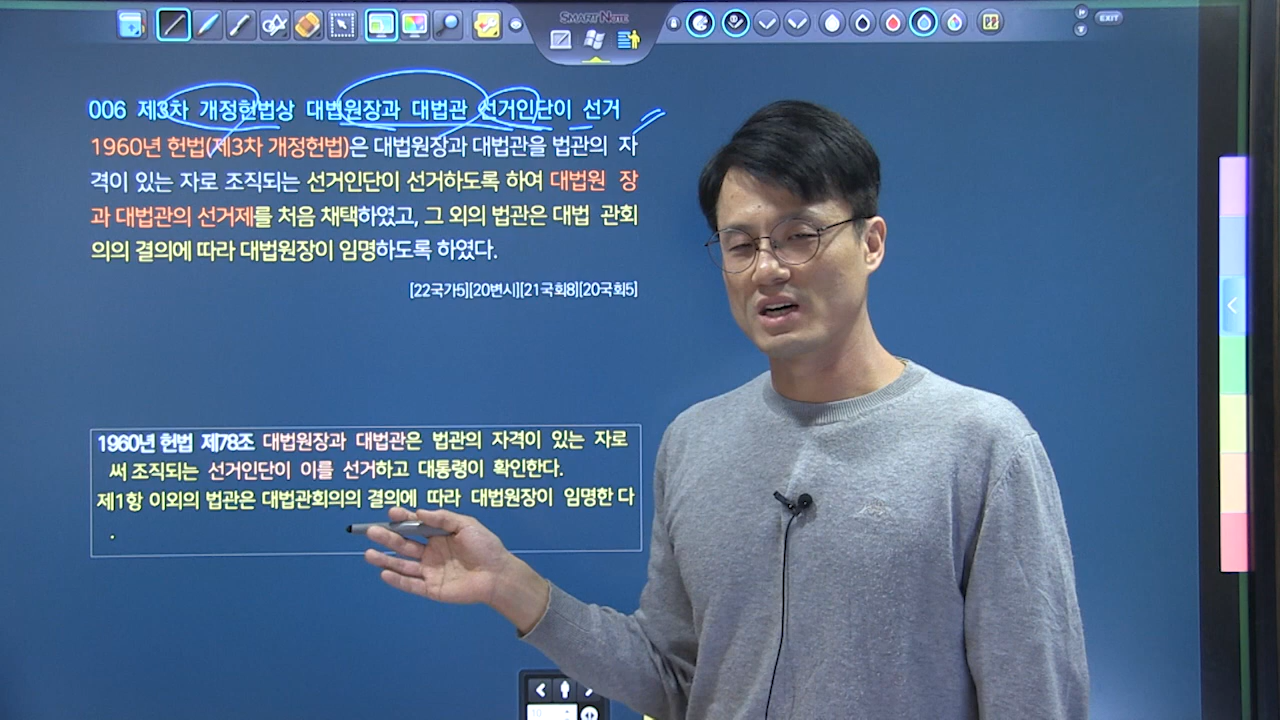 SMARTNOTE
EXIT
006 제3차 개정헌법상 대법원장과 대법관 선거인단이 선거
1960년 헌법(제3차 개정헌법)은 대법원장과 대법관을 법관의 자
격이 있는 자로 조직되는 선거인단이 선거하도록 하여 대법원 장
과 대법관의 선거제를 처음 채택하였고, 그 외의 법관은 대법 관회
의의 결의에 따라 대법원장이 임명하도록 하였다.
[22국가5][20변시][21국회8][20국회5]
1960년 헌법 제78조 대법원장과 대법관은 법관의 자격이 있는 자로
써 조직되는 선거인단이 이를 선거하고 대통령이 확인한다.
제1항 이외의 법관은 대법관회의의 결의에 따라 대법원장이 임명한 다
.